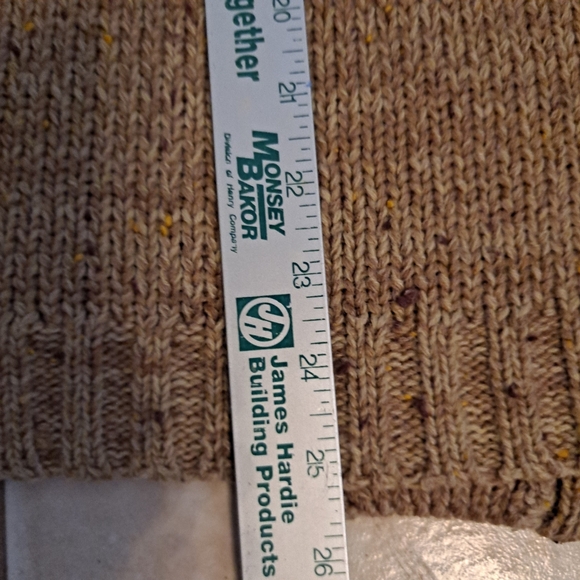 gether
MONSEY
BAKOR
Division of Henry Company
JH
James Hardie
Building Products
20
21
22
23
24
25
26